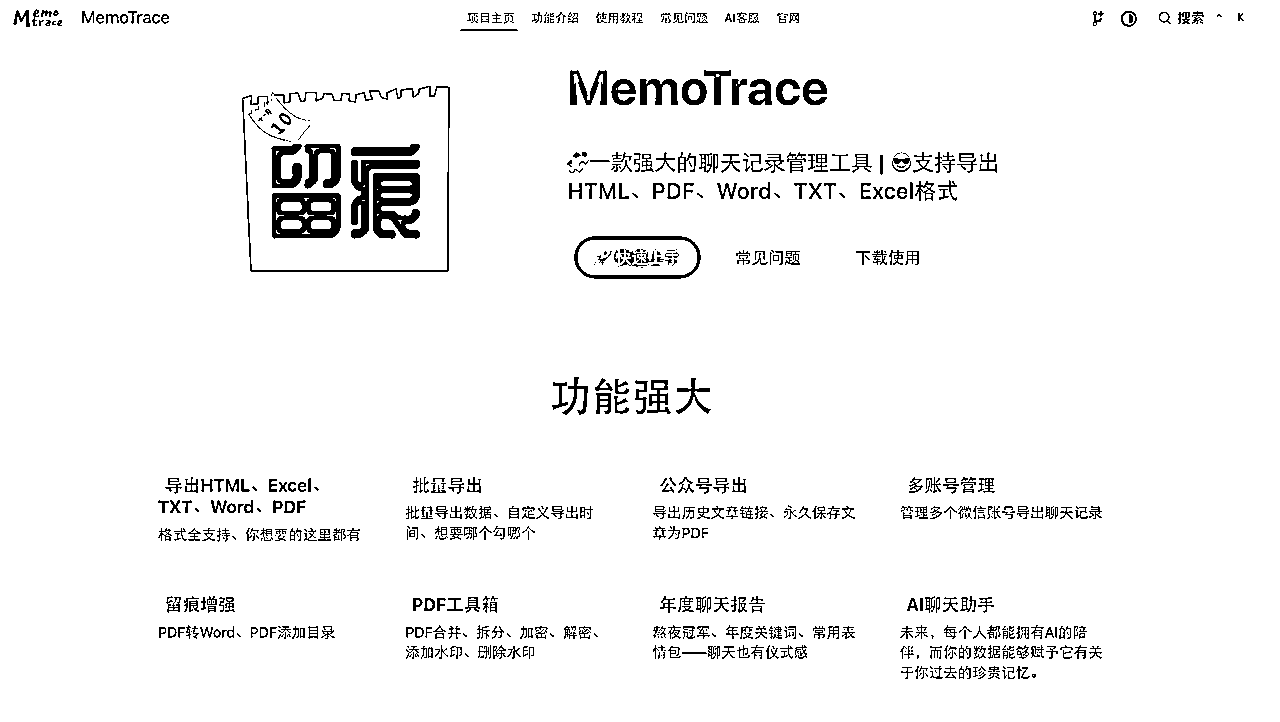 Memo trace
MemoTrace
项目主页 功能介绍 使用教程 常见问题 AI客服 官网
搜索 ^ K
10
留痕
MemoTrace
一款强大的聊天记录管理工具 | 😎支持导出
HTML、PDF、Word、TXT、Excel格式
快速上手 常见问题 下载使用
功能强大
导出HTML、Excel、
TXT、Word、PDF
格式全支持、你想要的这里都有
批量导出
批量导出数据、自定义导出时
间、想要哪个勾哪个
公众号导出
导出历史文章链接、永久保存文
章为PDF
多账号管理
管理多个微信账号导出聊天记录
留痕增强
PDF转Word、PDF添加目录
PDF工具箱
PDF合并、拆分、加密、解密、
添加水印、删除水印
年度聊天报告
熬夜冠军、年度关键词、常用表
情包——聊天也有仪式感
AI聊天助手
未来，每个人都能拥有AI的陪
伴，而你的数据能够赋予它有关
于你过去的珍贵记忆。